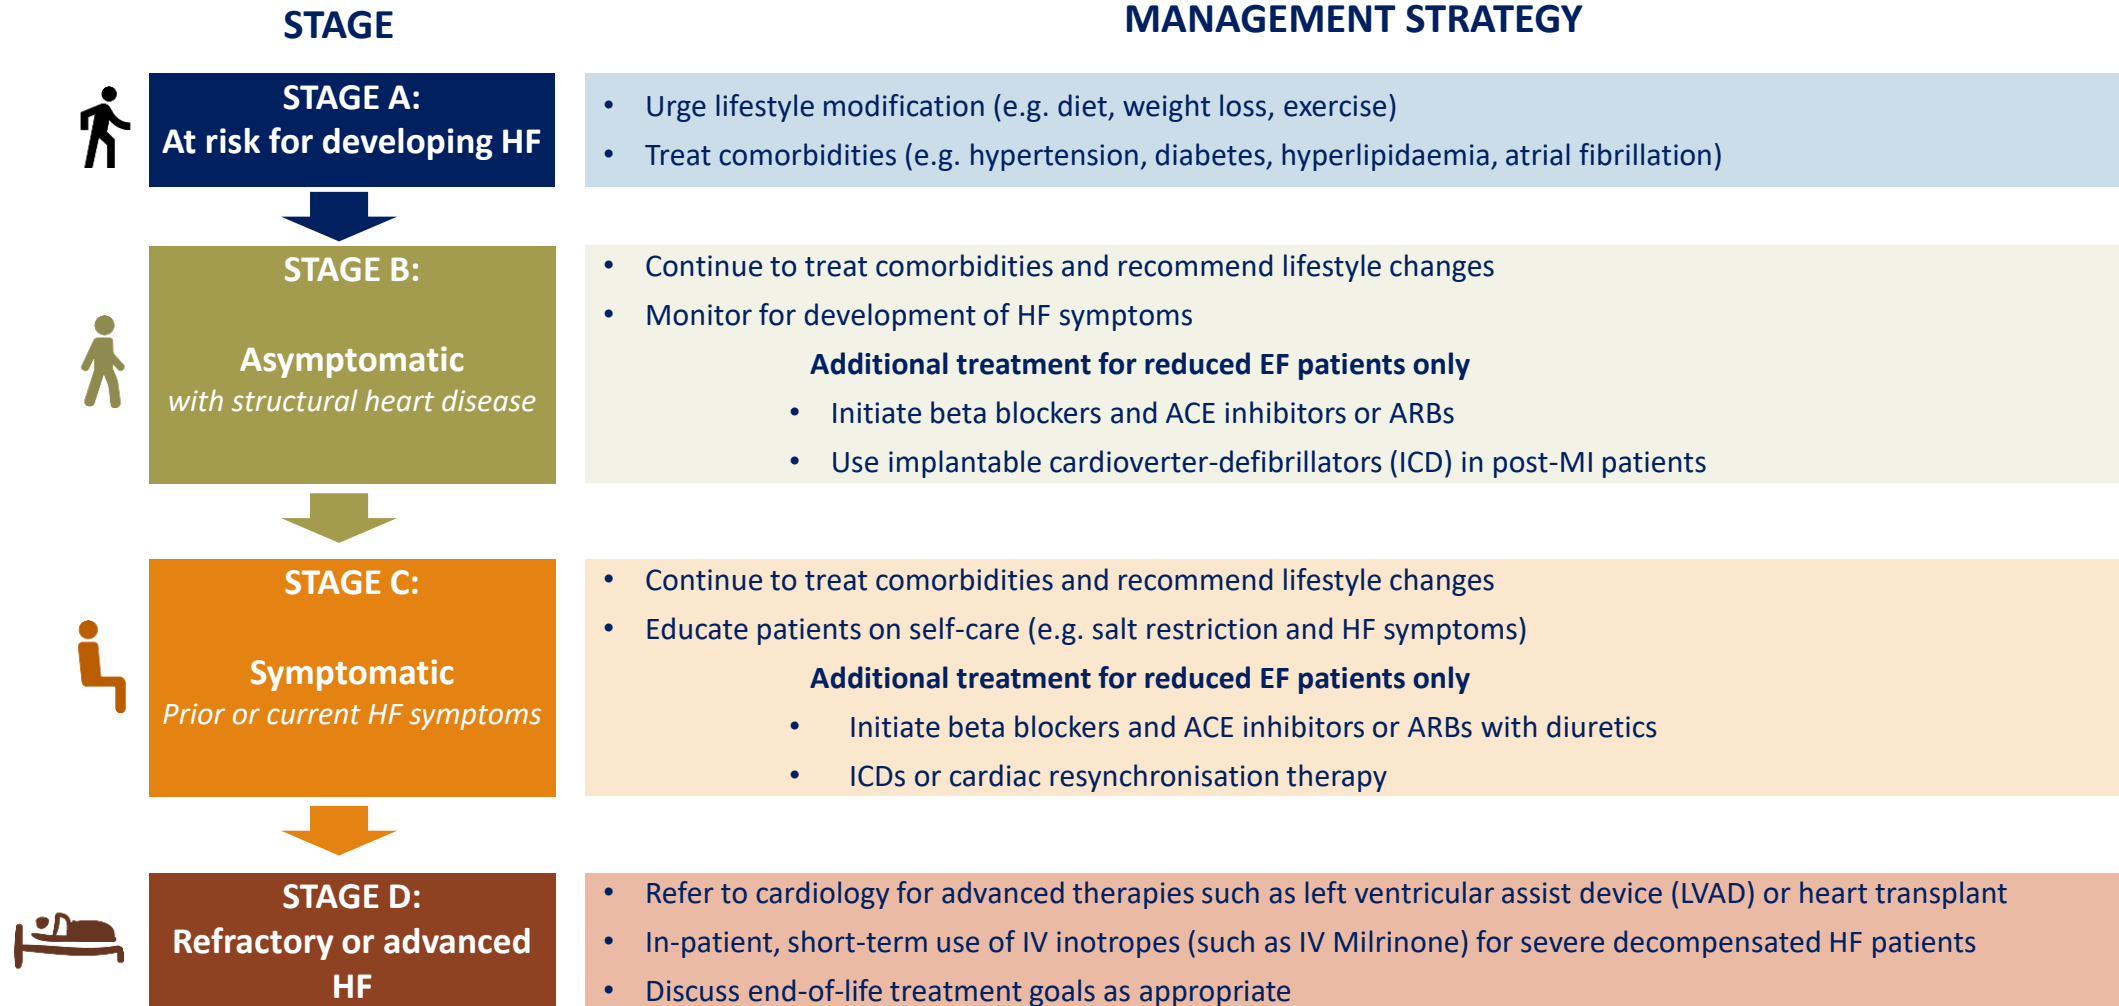 STAGE
MANAGEMENT STRATEGY
STAGE A:
At risk for developing HF
• Urge lifestyle modification (e.g. diet, weight loss, exercise)
• Treat comorbidities (e.g. hypertension, diabetes, hyperlipidaemia, atrial fibrillation)
STAGE B:
Asymptomatic
with structural heart disease
• Continue to treat comorbidities and recommend lifestyle changes
• Monitor for development of HF symptoms
Additional treatment for reduced EF patients only
• Initiate beta blockers and ACE inhibitors or ARBs
• Use implantable cardioverter-defibrillators (ICD) in post-MI patients
STAGE C:
Symptomatic
Prior or current HF symptoms
• Continue to treat comorbidities and recommend lifestyle changes
• Educate patients on self-care (e.g. salt restriction and HF symptoms)
Additional treatment for reduced EF patients only
• Initiate beta blockers and ACE inhibitors or ARBs with diuretics
• ICDs or cardiac resynchronisation therapy
STAGE D:
Refractory or advanced
HF
• Refer to cardiology for advanced therapies such as left ventricular assist device (LVAD) or heart transplant
• In-patient, short-term use of IV inotropes (such as IV Milrinone) for severe decompensated HF patients
• Discuss end-of-life treatment goals as appropriate